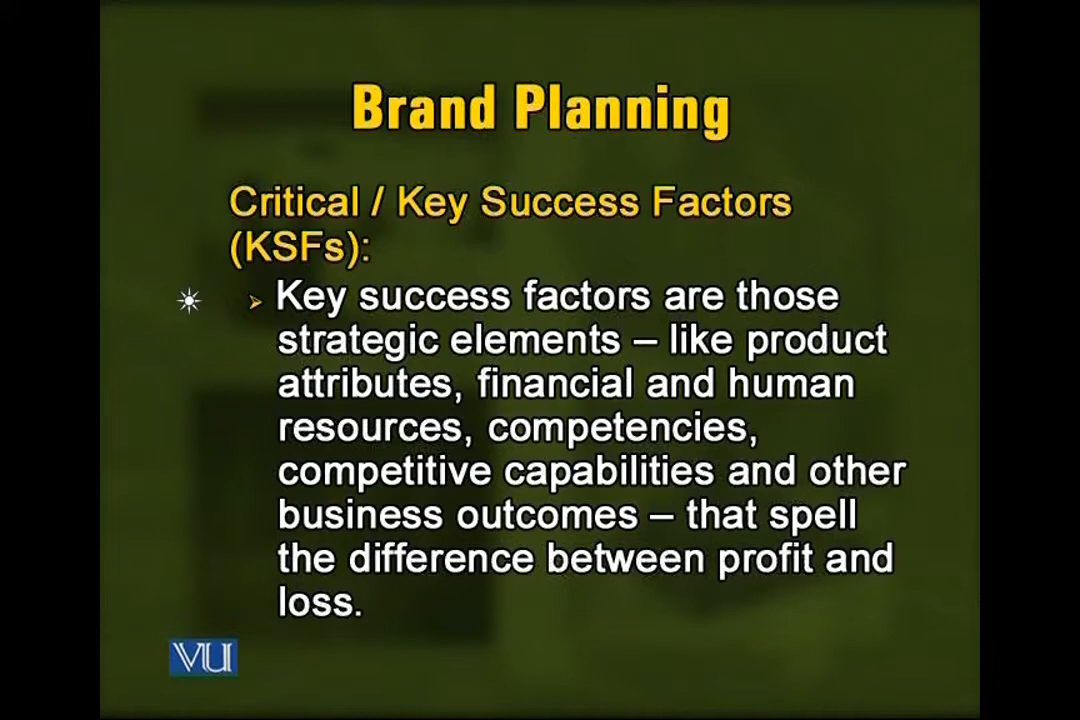 Brand Planning
Critical / Key Success Factors
(KSFs):
Key success factors are those
strategic elements – like product
attributes, financial and human
resources, competencies,
competitive capabilities and other
business outcomes – that spell
the difference between profit and
loss.
VU